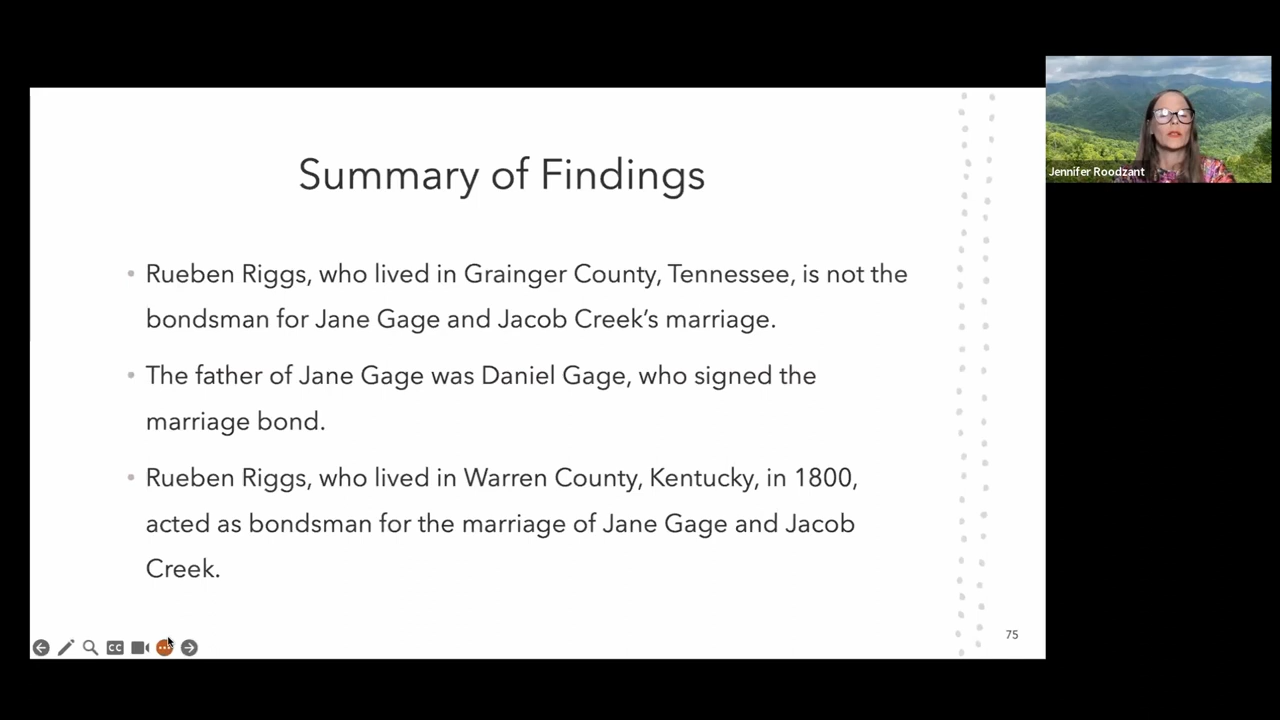 Summary of Findings
Rueben Riggs, who lived in Grainger County, Tennessee, is not the
bondsman for Jane Gage and Jacob Creek’s marriage.
The father of Jane Gage was Daniel Gage, who signed the
marriage bond.
Rueben Riggs, who lived in Warren County, Kentucky, in 1800,
acted as bondsman for the marriage of Jane Gage and Jacob
Creek.
75
CC
Jennifer Roodzant